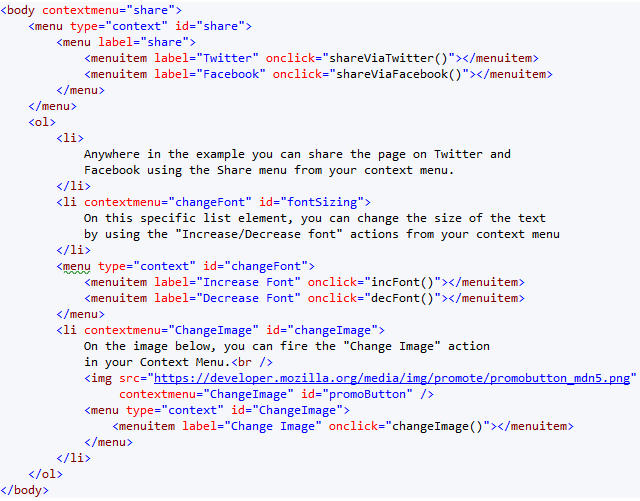 <body contextmenu="share">
    <menu type="context" id="share">
        <menu label="share">
            <menuitem label="Twitter" onclick="shareViaTwitter()"></menuitem>
            <menuitem label="Facebook" onclick="shareViaFacebook()"></menuitem>
        </menu>
    </menu>
    <ol>
        <li>
            Anywhere in the example you can share the page on Twitter and
            Facebook using the Share menu from your context menu.
        </li>
        <li contextmenu="changeFont" id="fontSizing">
            On this specific list element, you can change the size of the text
            by using the "Increase/Decrease font" actions from your context menu
        </li>
        <menu type="context" id="changeFont">
            <menuitem label="Increase Font" onclick="incFont()"></menuitem>
            <menuitem label="Decrease Font" onclick="decFont()"></menuitem>
        </menu>
        <li contextmenu="ChangeImage" id="changeImage">
            On the image below, you can fire the "Change Image" action
            in your Context Menu.<br />
            <img src="https://developer.mozilla.org/media/img/promote/promobutton_mdn5.png"
                 contextmenu="ChangeImage" id="promoButton" />
            <menu type="context" id="ChangeImage">
                <menuitem label="Change Image" onclick="changeImage()"></menuitem>
            </menu>
        </li>
    </ol>
</body>